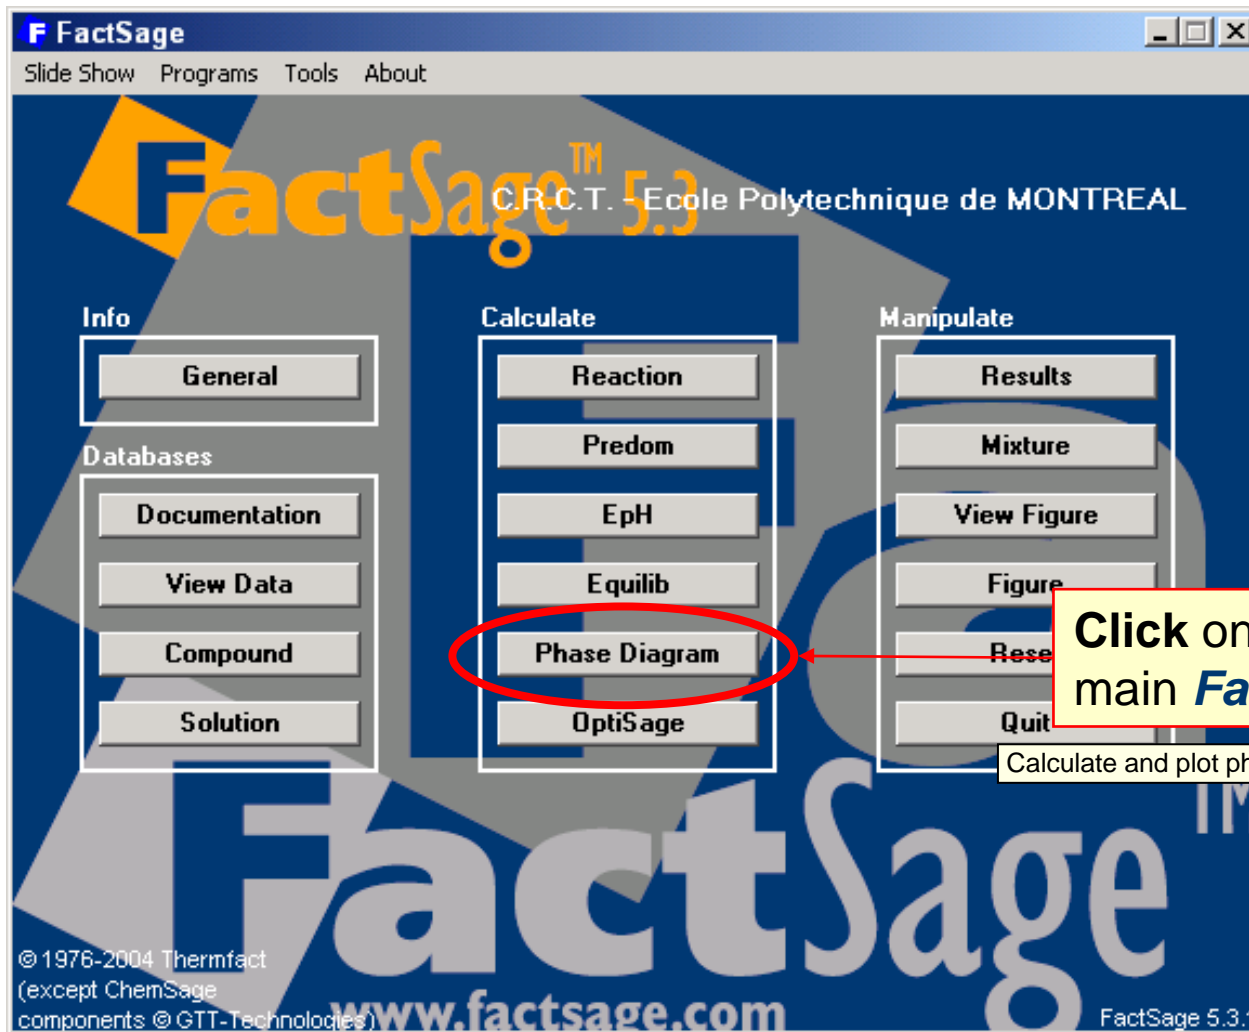 FactSage
Slide Show Programs Tools About
FactSage™ 5.3
C.R.C.T. - Ecole Polytechnique de MONTREAL
Info
General
Databases
Documentation
View Data
Compound
Solution
Calculate
Reaction
Predom
EpH
Equilib
Phase Diagram
OptiSage
Manipulate
Results
Mixture
View Figure
Figure
Rese
Quit
Click on
main Fa
Calculate and plot ph
FactSage™
©1976-2004 Thermfact
(except ChemSage
components © GTT-Technologies)
www.factsage.com
FactSage 5.3.